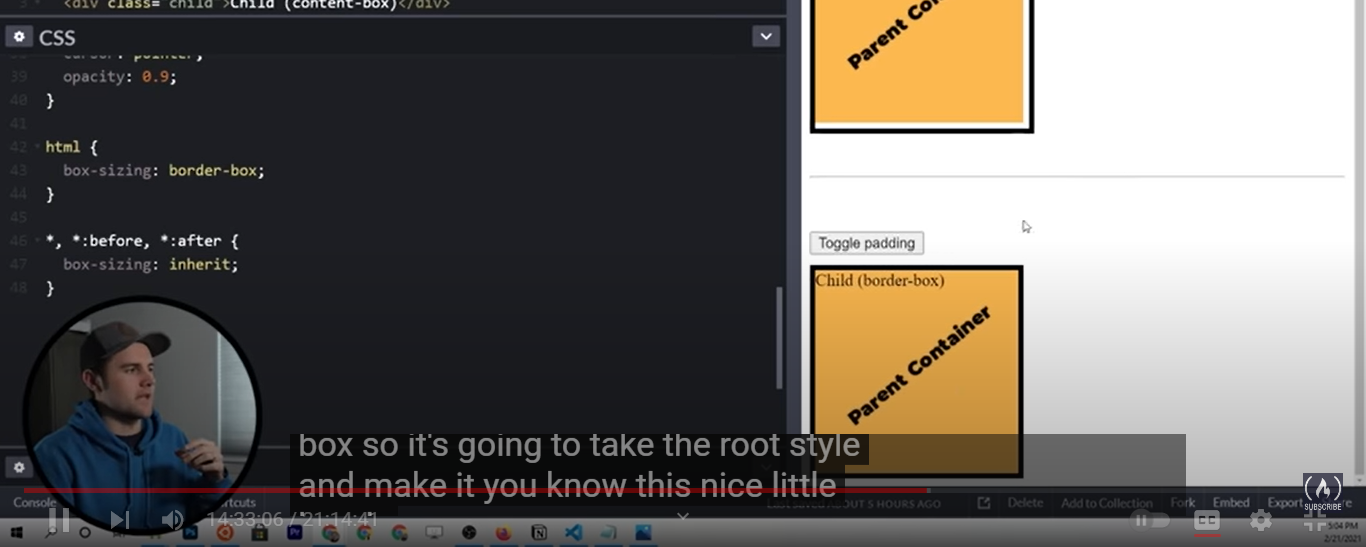 <div class="child">Child (content-box)</div>
CSS
cursor: pointer;
39 opacity: 0.9;
40 }
41
42 html {
43 box-sizing: border-box;
44 }
45
46 *, *:before, *:after {
47 box-sizing: inherit;
48 }
Parent Con
Toggle padding
Child (border-box)
Parent Container
box so it's going to take the root style
and make it you know this nice little
Console
rtcuts
LAST SAVED ABOUT 5 HOURS AGO
Delete
Add to Collection
Fork
Embed
Export
re
SUBSCRIBE
14:33:06 / 21:14:41
CC
5:04 PM
2/21/2021